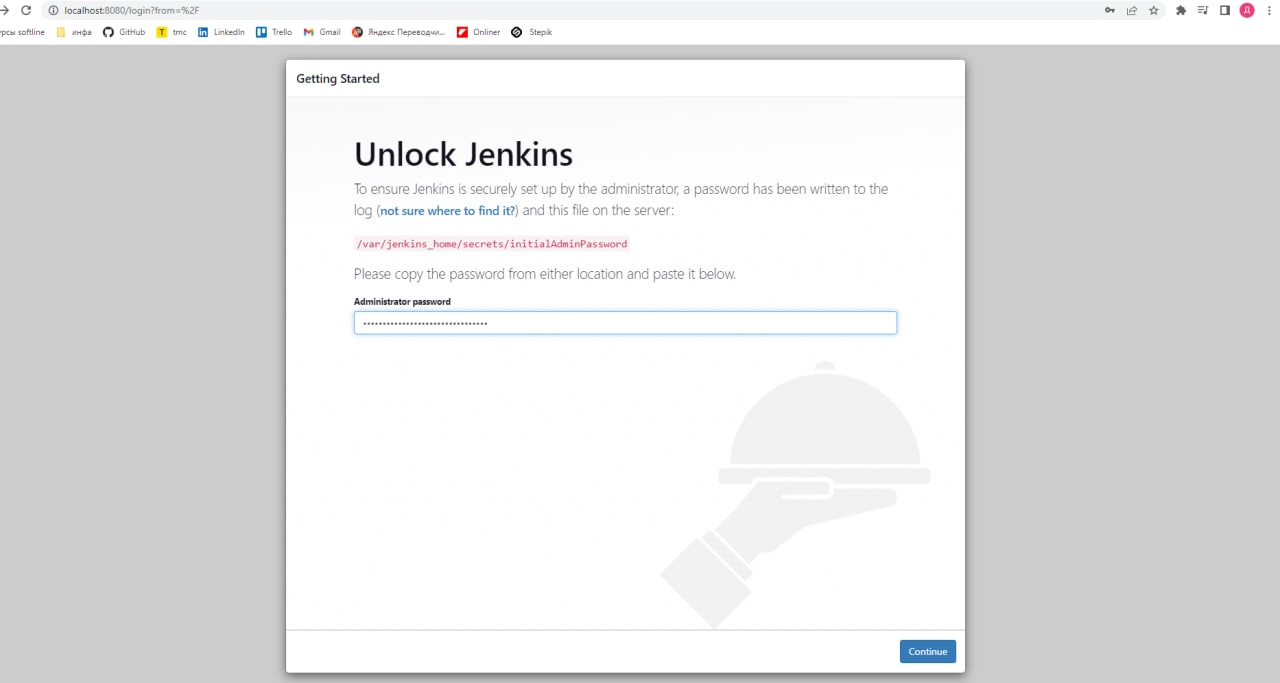 localhost:8080/login?from=%2F
рсы softline инфа GitHub T tmc LinkedIn Trello Gmail Яндекс Переводчи... Onliner Stepik
Getting Started
Unlock Jenkins
To ensure Jenkins is securely set up by the administrator, a password has been written to the
log (not sure where to find it?) and this file on the server:
/var/jenkins_home/secrets/initialAdminPassword
Please copy the password from either location and paste it below.
Administrator password
Continue